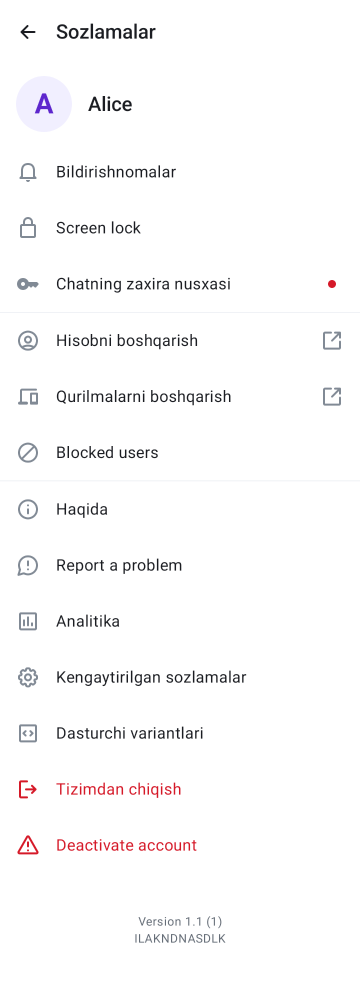 Sozlamalar
A
Alice
Bildirishnomalar
Screen lock
Chatning zaxira nusxasi
Hisobni boshqarish
Qurilmalarni boshqarish
Blocked users
Haqida
Report a problem
Analitika
Kengaytirilgan sozlamalar
Dasturchi variantlari
Tizimdan chiqish
Deactivate account
Version 1.1 (1)
ILAKNDNASDLK